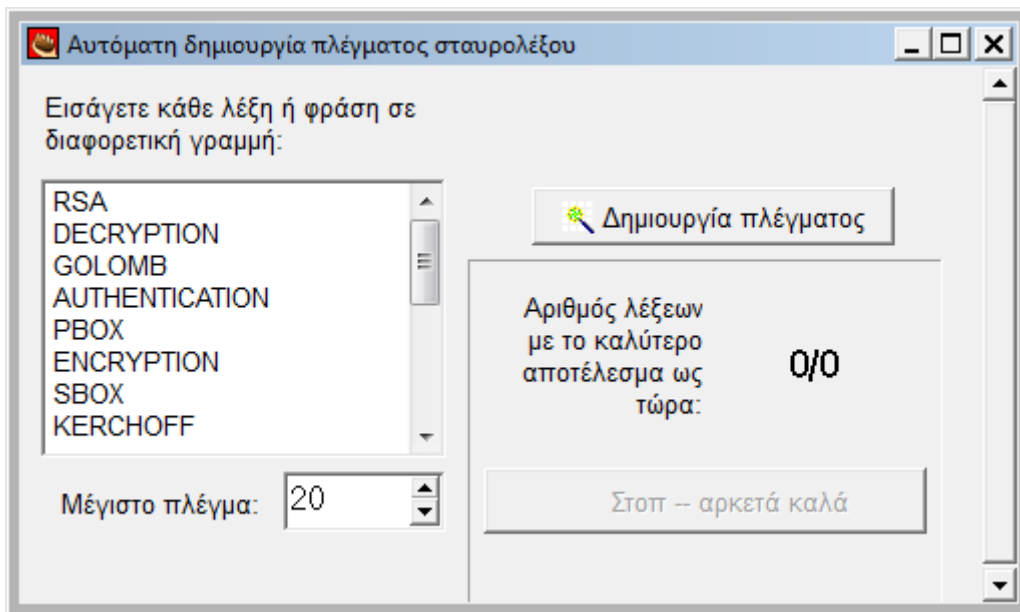 Αυτόματη δημιουργία πλέγματος σταυρολέξου
Εισάγετε κάθε λέξη ή φράση σε
διαφορετική γραμμή:
RSA
DECRYPTION
GOLOMB
AUTHENTICATION
PBOX
ENCRYPTION
SBOX
KERCHOFF
Μέγιστο πλέγμα:
20
Δημιουργία πλέγματος
Αριθμός λέξεων
με το καλύτερο
αποτέλεσμα ως
τώρα:
0/0
Στοπ -- αρκετά καλά